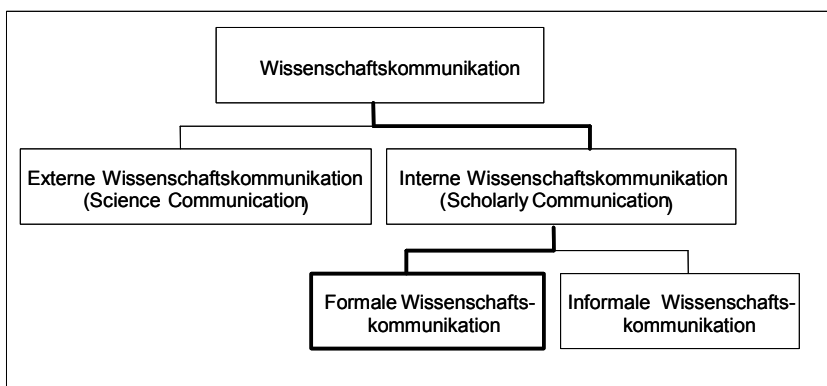 Wissenschaftskommunikation
Externe Wissenschaftskommunikation
(Science Communication)
Interne Wissenschaftskommunikation
(Scholarly Communication)
Formale Wissenschafts-
kommunikation
Informale Wissenschafts-
kommunikation